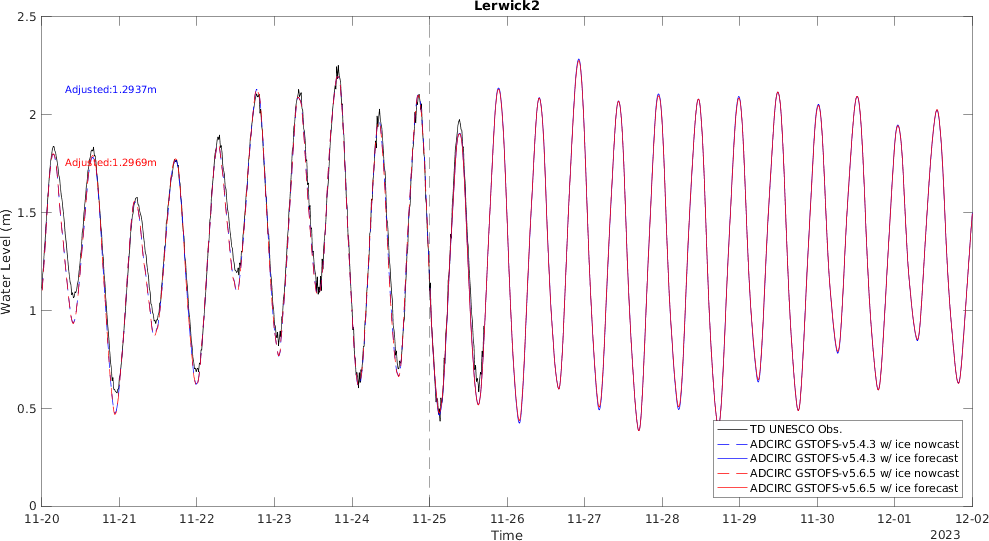 Lerwick2
2.5
2
1.5
1
0.5
0
Water Level (m)
Adjusted:1.2937m
Adjusted:1.2969m
TD UNESCO Obs.
ADCIRC GSTOFS-v5.4.3 w/ ice nowcast
ADCIRC GSTOFS-v5.4.3 w/ ice forecast
ADCIRC GSTOFS-v5.6.5 w/ ice nowcast
ADCIRC GSTOFS-v5.6.5 w/ ice forecast
11-20 11-21 11-22 11-23 11-24 11-25 11-26 11-27 11-28 11-29 11-30 12-01 12-02
Time
2023